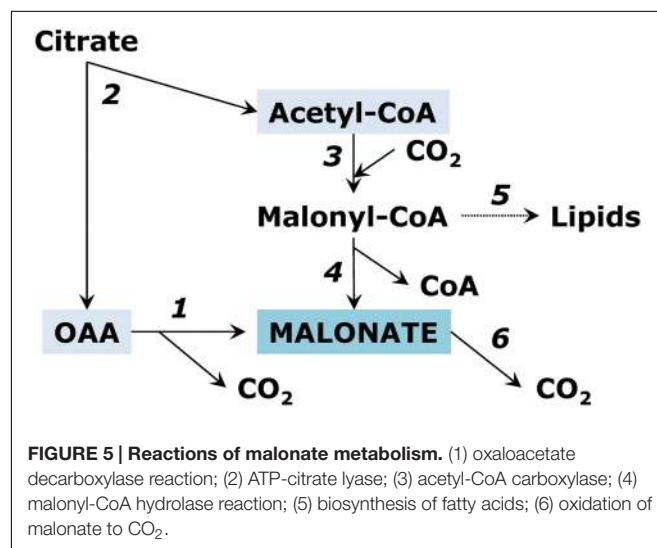 Citrate
2
Acetyl-CoA
3
CO₂
Malonyl-CoA
5
Lipids
4
CoA
OAA
1
MALONATE
6
CO₂
CO₂
FIGURE 5 | Reactions of malonate metabolism. (1) oxaloacetate
decarboxylase reaction; (2) ATP-citrate lyase; (3) acetyl-CoA carboxylase; (4)
malonyl-CoA hydrolase reaction; (5) biosynthesis of fatty acids; (6) oxidation of
malonate to CO₂.